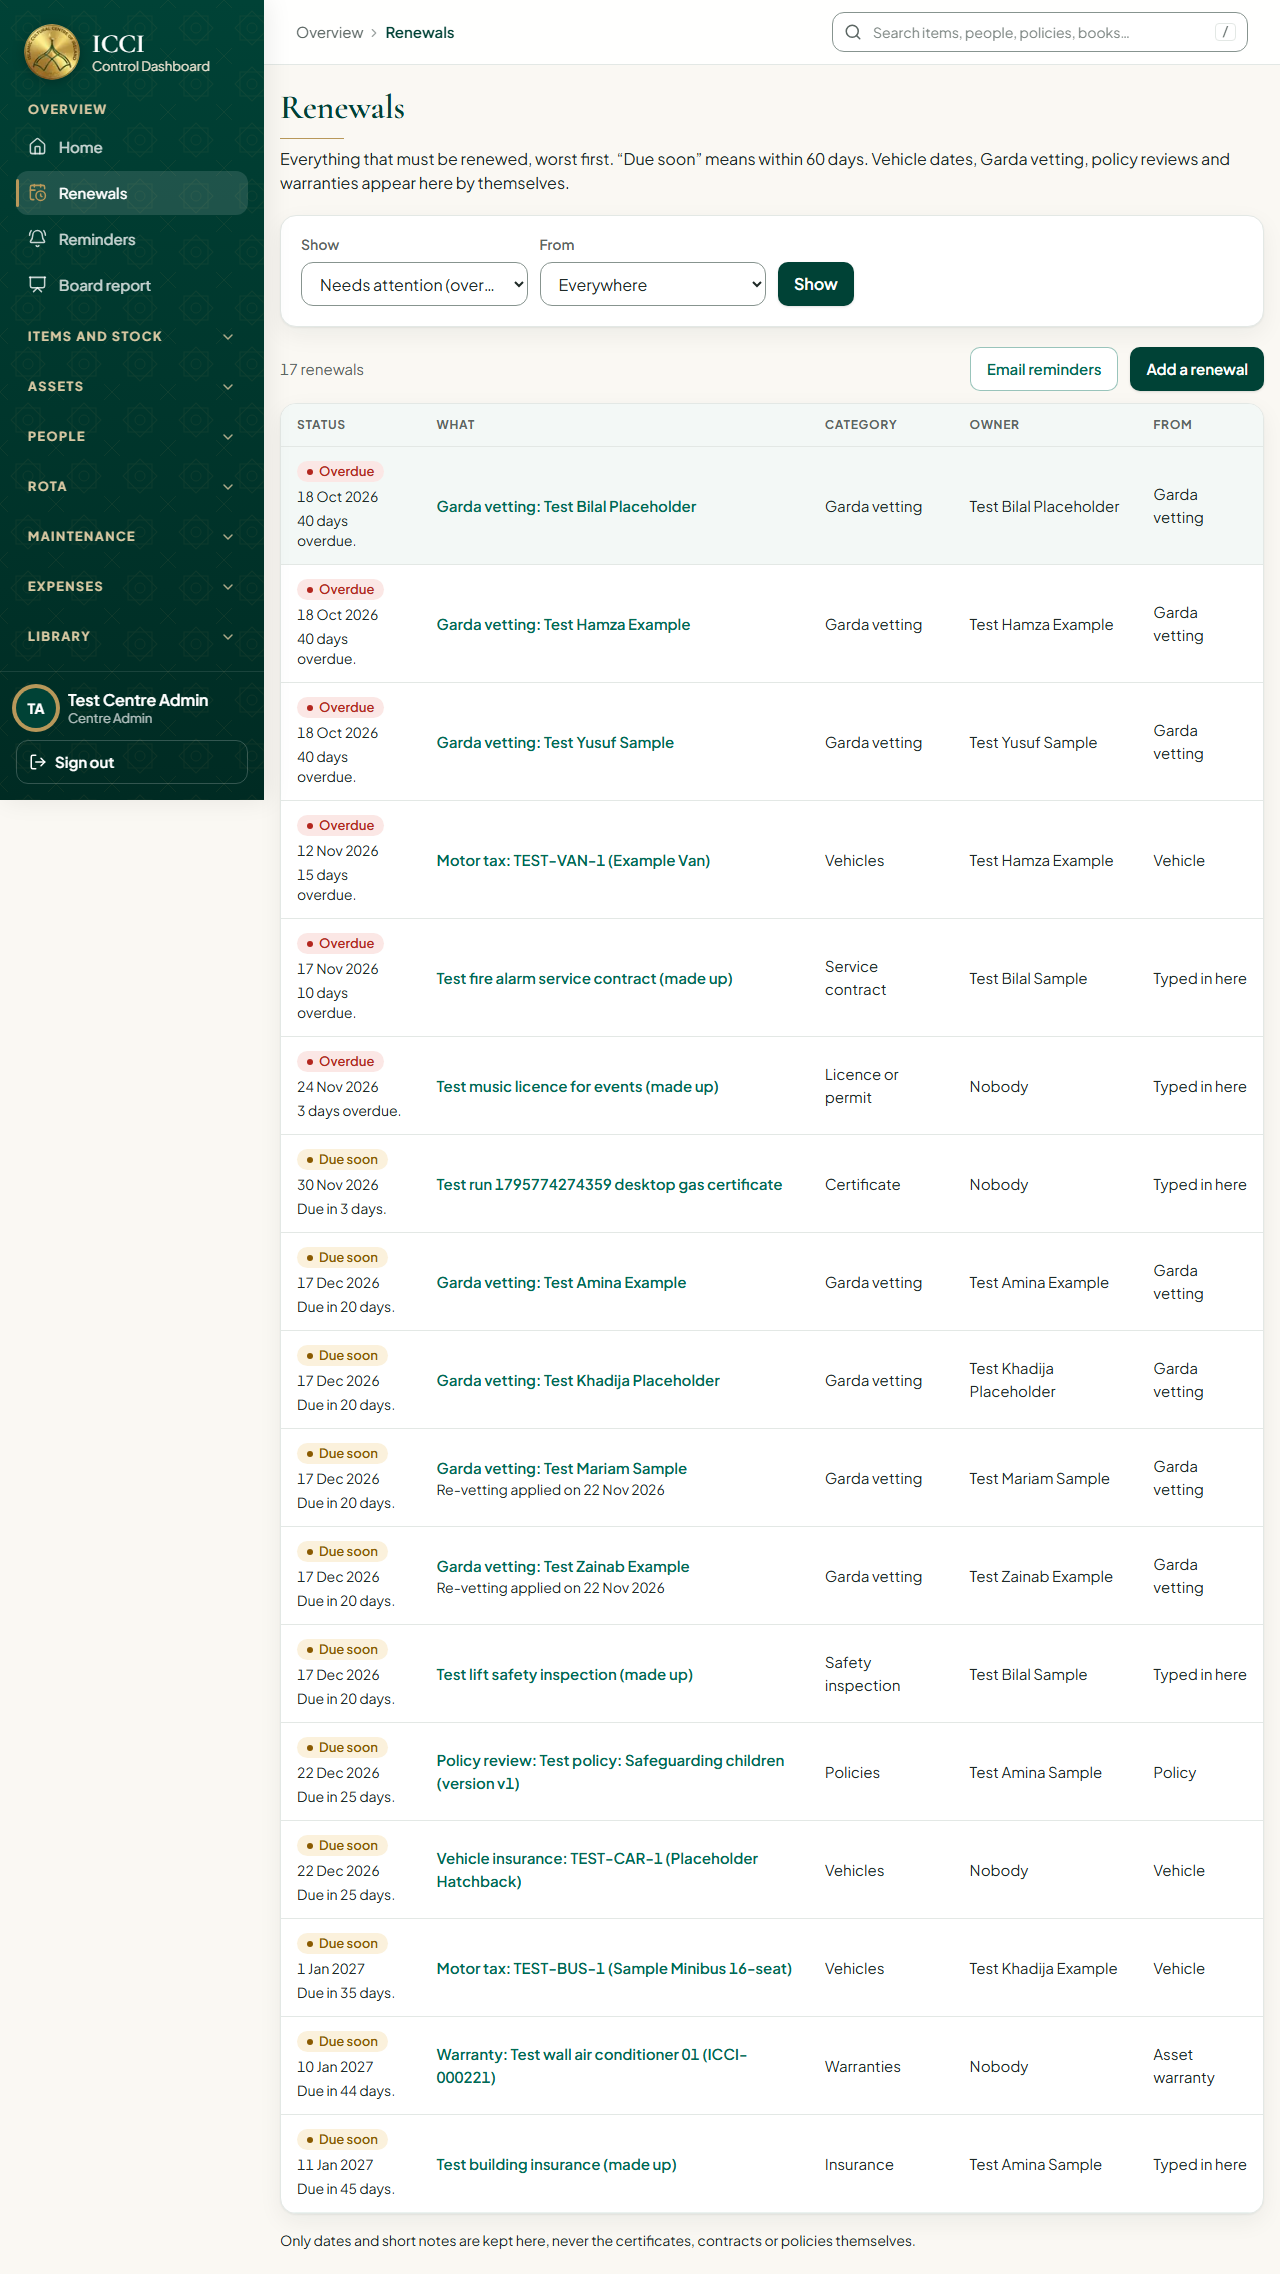 ICCI
Control Dashboard
OVERVIEW
Home
Renewals
Reminders
Board report
ITEMS AND STOCK
ASSETS
PEOPLE
ROTA
MAINTENANCE
EXPENSES
LIBRARY
TA
Test Centre Admin
Centre Admin
Sign out
Overview › Renewals
Search items, people, policies, books... /
Renewals
Everything that must be renewed, worst first. “Due soon” means within 60 days. Vehicle dates, Garda vetting, policy reviews and
warranties appear here by themselves.
Show From
Needs attention (over... Everywhere Show
17 renewals Email reminders Add a renewal
STATUS WHAT CATEGORY OWNER FROM
Overdue
18 Oct 2026
40 days
overdue.
Garda vetting: Test Bilal Placeholder
Garda vetting
Test Bilal Placeholder
Garda
vetting
Overdue
18 Oct 2026
40 days
overdue.
Garda vetting: Test Hamza Example
Garda vetting
Test Hamza Example
Garda
vetting
Overdue
18 Oct 2026
40 days
overdue.
Garda vetting: Test Yusuf Sample
Garda vetting
Test Yusuf Sample
Garda
vetting
Overdue
12 Nov 2026
15 days
overdue.
Motor tax: TEST-VAN-1 (Example Van)
Vehicles
Test Hamza Example
Vehicle
Overdue
17 Nov 2026
10 days
overdue.
Test fire alarm service contract (made up)
Service
contract
Test Bilal Sample
Typed in here
Overdue
24 Nov 2026
3 days overdue.
Test music licence for events (made up)
Licence or
permit
Nobody
Typed in here
Due soon
30 Nov 2026
Due in 3 days.
Test run 1795774274359 desktop gas certificate
Certificate
Nobody
Typed in here
Due soon
17 Dec 2026
Due in 20 days.
Garda vetting: Test Amina Example
Garda vetting
Test Amina Example
Garda
vetting
Due soon
17 Dec 2026
Due in 20 days.
Garda vetting: Test Khadija Placeholder
Garda vetting
Test Khadija
Placeholder
Garda
vetting
Due soon
17 Dec 2026
Due in 20 days.
Garda vetting: Test Mariam Sample
Re-vetting applied on 22 Nov 2026
Garda vetting
Test Mariam Sample
Garda
vetting
Due soon
17 Dec 2026
Due in 20 days.
Garda vetting: Test Zainab Example
Re-vetting applied on 22 Nov 2026
Garda vetting
Test Zainab Example
Garda
vetting
Due soon
17 Dec 2026
Due in 20 days.
Test lift safety inspection (made up)
Safety
inspection
Test Bilal Sample
Typed in here
Due soon
22 Dec 2026
Due in 25 days.
Policy review: Test policy: Safeguarding children
(version v1)
Policies
Test Amina Sample
Policy
Due soon
22 Dec 2026
Due in 25 days.
Vehicle insurance: TEST-CAR-1 (Placeholder
Hatchback)
Vehicles
Nobody
Vehicle
Due soon
1 Jan 2027
Due in 35 days.
Motor tax: TEST-BUS-1 (Sample Minibus 16-seat)
Vehicles
Test Khadija Example
Vehicle
Due soon
10 Jan 2027
Due in 44 days.
Warranty: Test wall air conditioner 01 (ICCI-
000221)
Warranties
Nobody
Asset
warranty
Due soon
11 Jan 2027
Due in 45 days.
Test building insurance (made up)
Insurance
Test Amina Sample
Typed in here
Only dates and short notes are kept here, never the certificates, contracts or policies themselves.